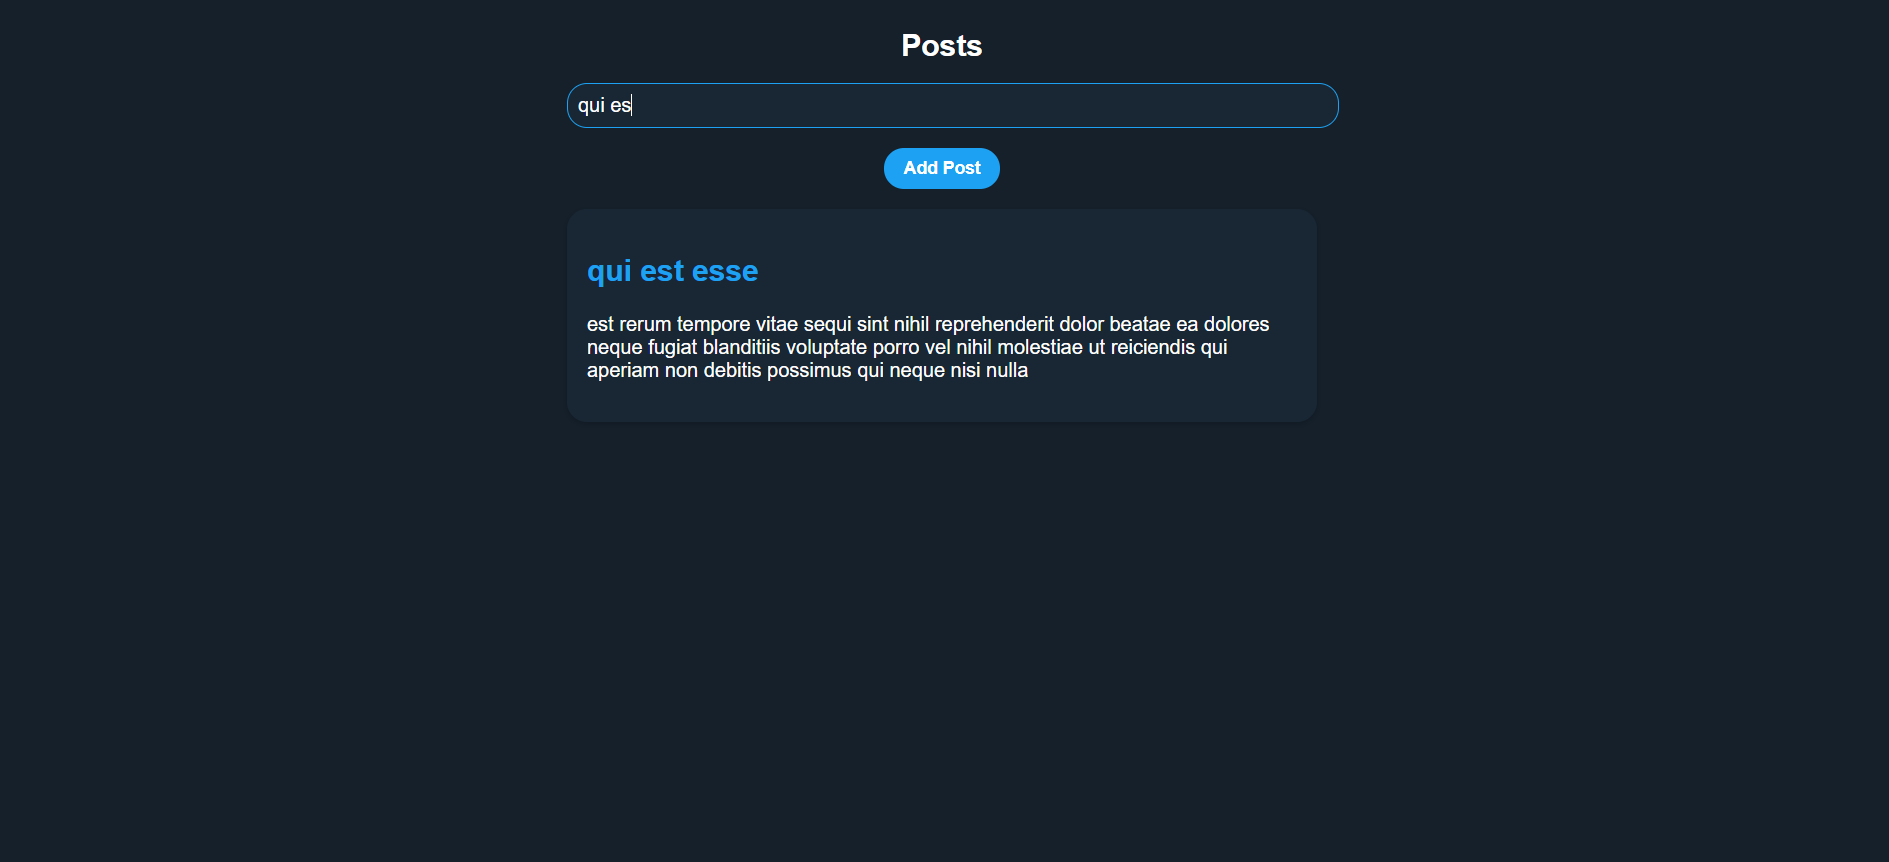 Posts
qui es
Add Post
qui est esse
est rerum tempore vitae sequi sint nihil reprehenderit dolor beatae ea dolores
neque fugiat blanditiis voluptate porro vel nihil molestiae ut reiciendis qui
aperiam non debitis possimus qui neque nisi nulla